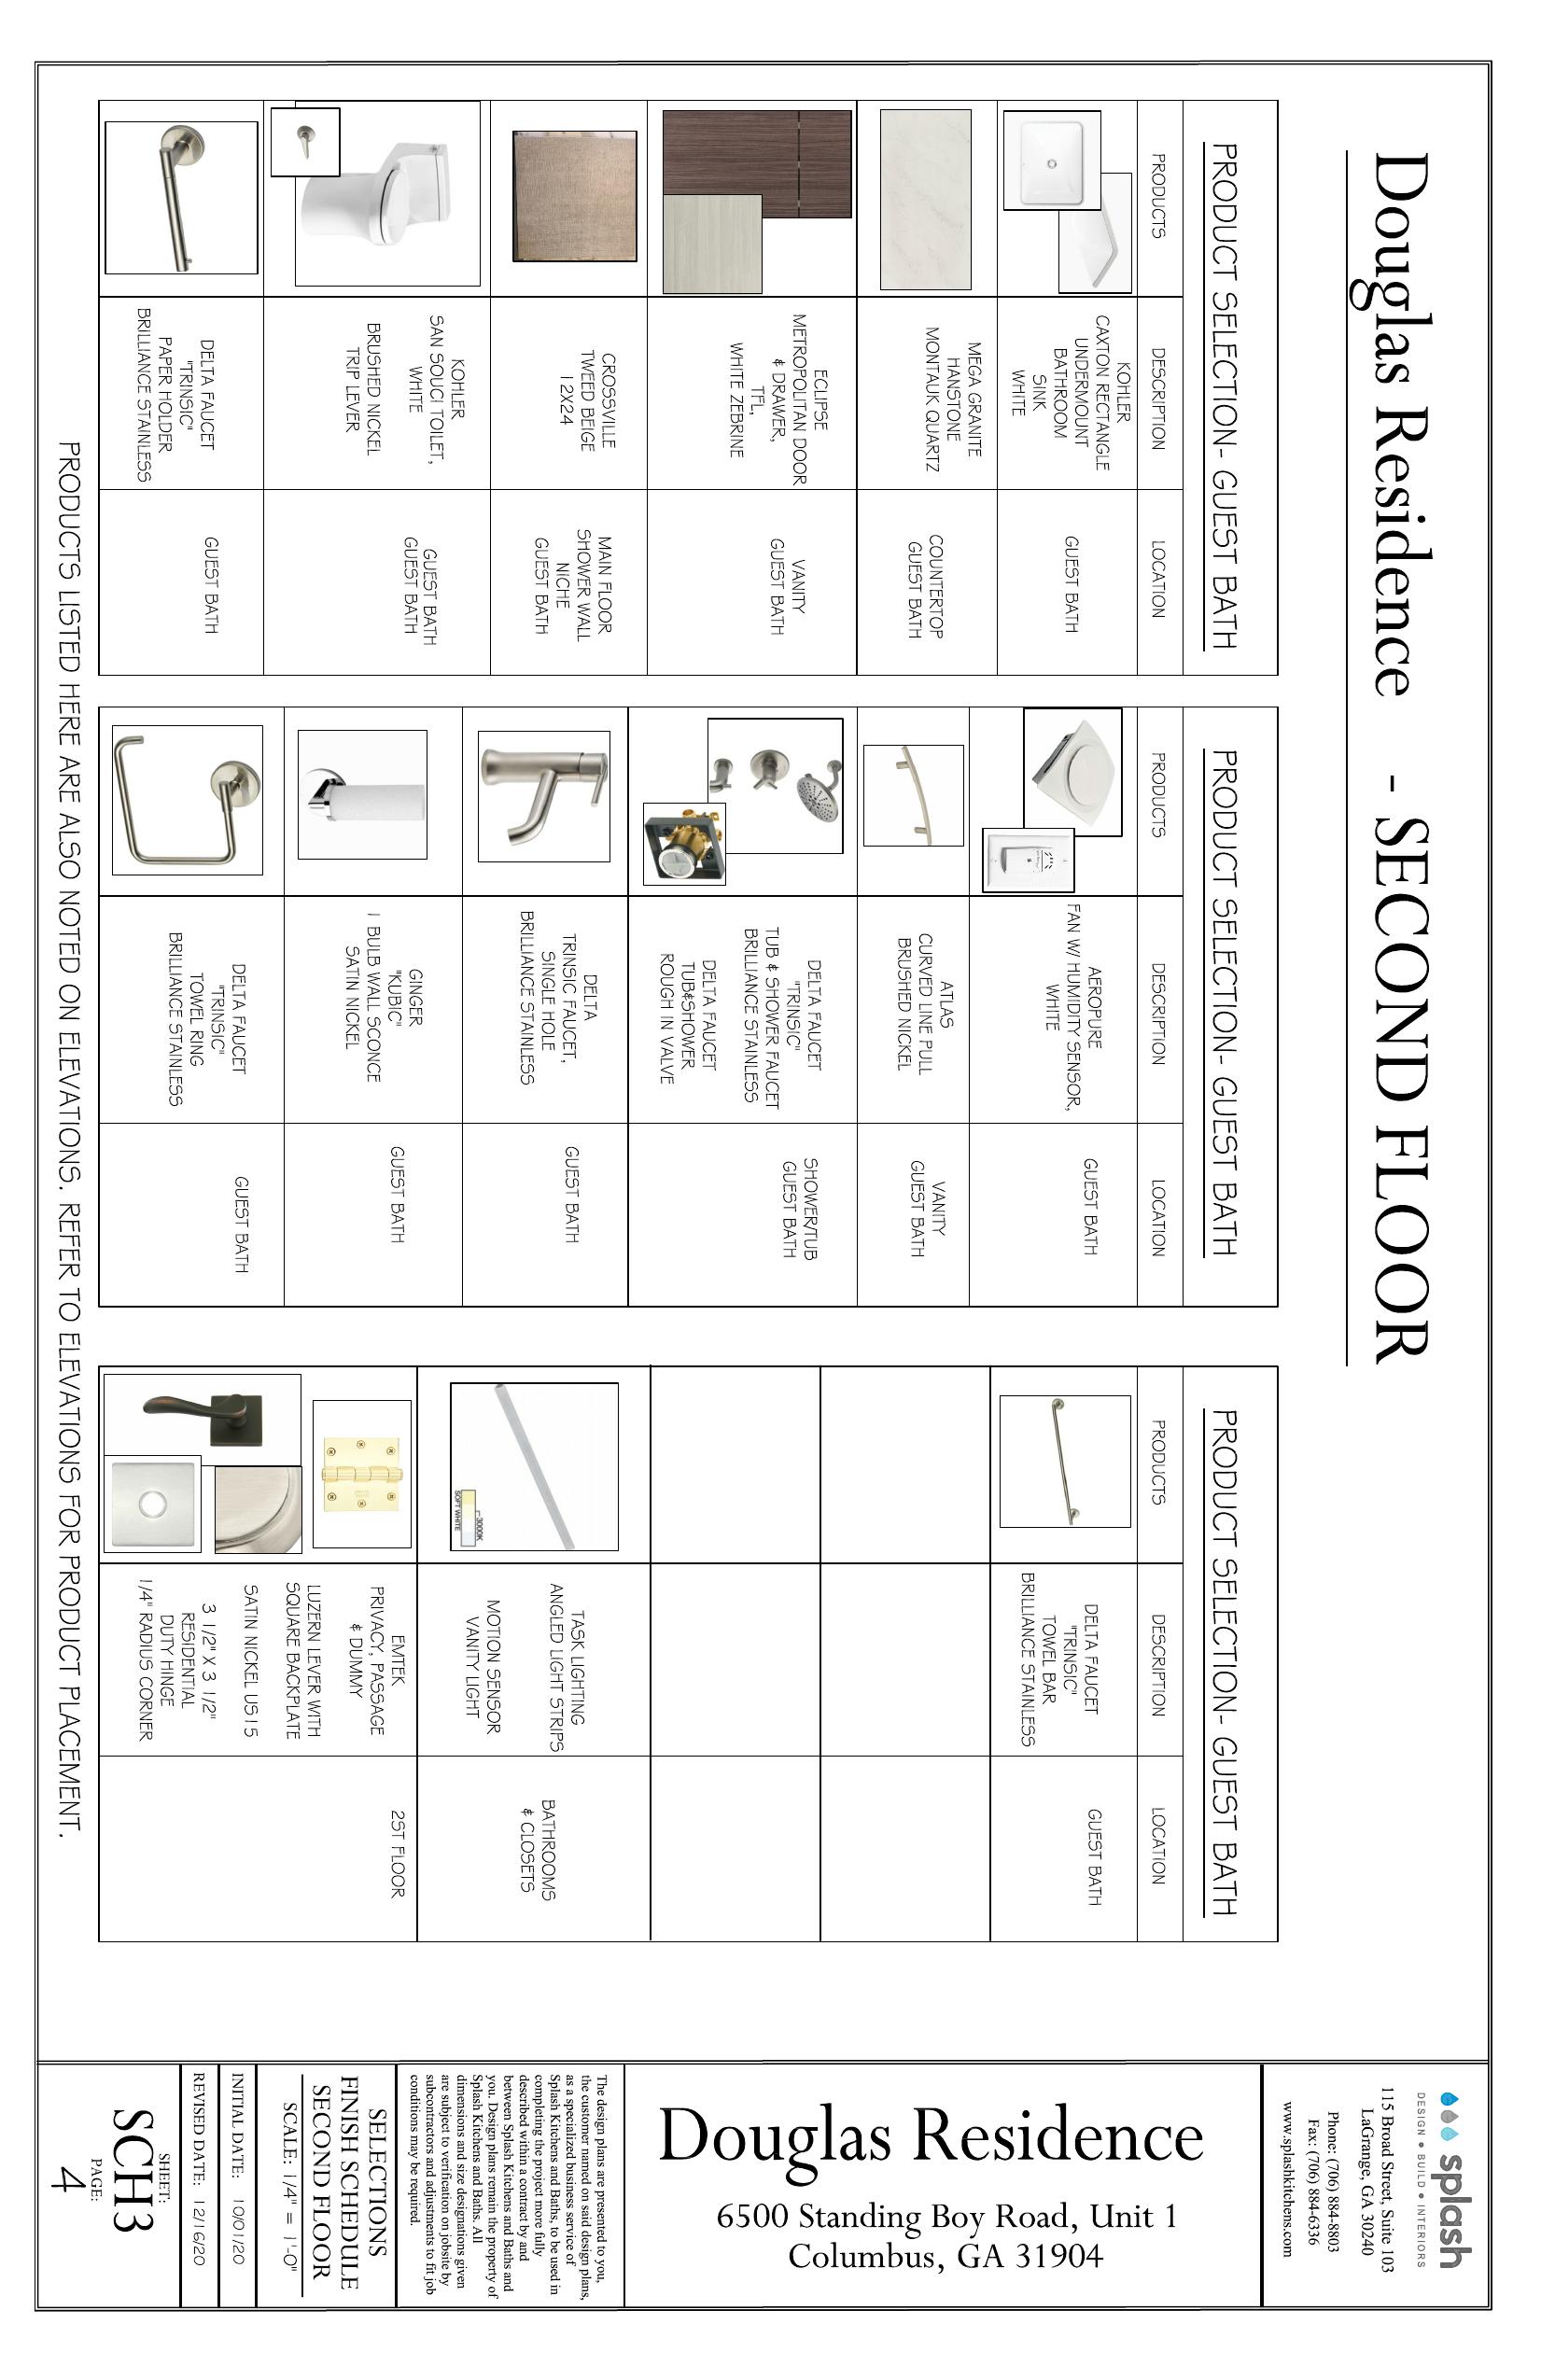 Douglas Residence - SECOND FLOOR
PRODUCT SELECTION- GUEST BATH
PRODUCTS
DESCRIPTION
LOCATION
KOHLER
CAXTON RECTANGLE
UNDERMOUNT
BATHROOM
SINK
WHITE
GUEST BATH
MEGA GRANITE
HANSTONE
MONTAUK QUARTZ
COUNTERTOP
GUEST BATH
ECLIPSE
METROPOLITAN DOOR
& DRAWER,
TFL,
WHITE ZEBRINE
VANITY
GUEST BATH
CROSSVILLE
TWEED BEIGE
12X24
MAIN FLOOR
SHOWER WALL
NICHE
GUEST BATH
KOHLER
SAN SOUCI TOILET,
WHITE
BRUSHED NICKEL
TRIP LEVER
GUEST BATH
GUEST BATH
DELTA FAUCET
"TRINSIC"
PAPER HOLDER
BRILLIANCE STAINLESS
GUEST BATH
PRODUCT SELECTION- GUEST BATH
PRODUCTS
DESCRIPTION
LOCATION
AEROPURE
FAN W/ HUMIDITY SENSOR,
WHITE
GUEST BATH
ATLAS
CURVED LINE PULL
BRUSHED NICKEL
VANITY
GUEST BATH
DELTA FAUCET
"TRINSIC"
TUB & SHOWER FAUCET
BRILLIANCE STAINLESS
DELTA FAUCET
TUB&SHOWER
ROUGH IN VALVE
SHOWER/TUB
GUEST BATH
DELTA
TRINSIC FAUCET,
SINGLE HOLE
BRILLIANCE STAINLESS
GUEST BATH
GINGER
"KUBIC"
1 BULB WALL SCONCE
SATIN NICKEL
GUEST BATH
DELTA FAUCET
"TRINSIC"
TOWEL RING
BRILLIANCE STAINLESS
GUEST BATH
PRODUCT SELECTION- GUEST BATH
PRODUCTS
DESCRIPTION
LOCATION
DELTA FAUCET
"TRINSIC"
TOWEL BAR
BRILLIANCE STAINLESS
GUEST BATH
3000K
SOFT WHITE
TASK LIGHTING
ANGLED LIGHT STRIPS
MOTION SENSOR
VANITY LIGHT
BATHROOMS
& CLOSETS
EMTEK
PRIVACY, PASSAGE
& DUMMY
LUZERN LEVER WITH
SQUARE BACKPLATE
SATIN NICKEL US15
3 1/2" X 3 1/2"
RESIDENTIAL
DUTY HINGE
1/4" RADIUS CORNER
2ST FLOOR
PRODUCTS LISTED HERE ARE ALSO NOTED ON ELEVATIONS. REFER TO ELEVATIONS FOR PRODUCT PLACEMENT.
splash
DESIGN • BUILD • INTERIORS
115 Broad Street, Suite 103
LaGrange, GA 30240
Phone: (706) 884-8803
Fax: (706) 884-6336
www.splashkitchens.com
Douglas Residence
6500 Standing Boy Road, Unit 1
Columbus, GA 31904
The design plans are presented to you,
the customer named on said design plans,
as a specialized business service of
Splash Kitchens and Baths, to be used in
completing the project more fully
described within a contract by and
between Splash Kitchens and Baths and
you. Design plans remain the property of
Splash Kitchens and Baths. All
dimensions and size designations given
are subject to verification on jobsite by
subcontractors and adjustments to fit job
conditions may be required.
SELECTIONS
FINISH SCHEDULE
SECOND FLOOR
SCALE: 1/4" = 1'-0"
INITIAL DATE: 10/01/20
REVISED DATE: 12/16/20
SHEET:
SCH3
PAGE:
4